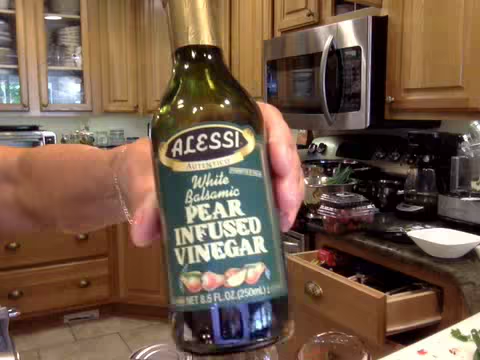 ALESSI
AUTENTICO
White
Balsamic
PEAR
INFUSED
VINEGAR
NET 8.5 FL.OZ.(250mL)